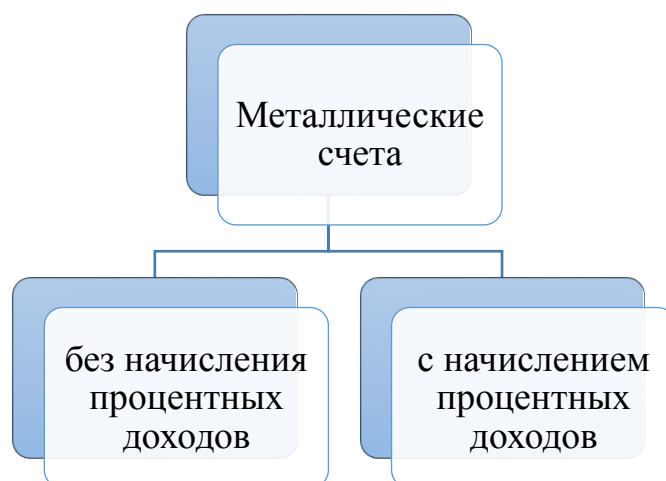 Металлические
счета
без начисления
процентных
доходов
с начислением
процентных
доходов